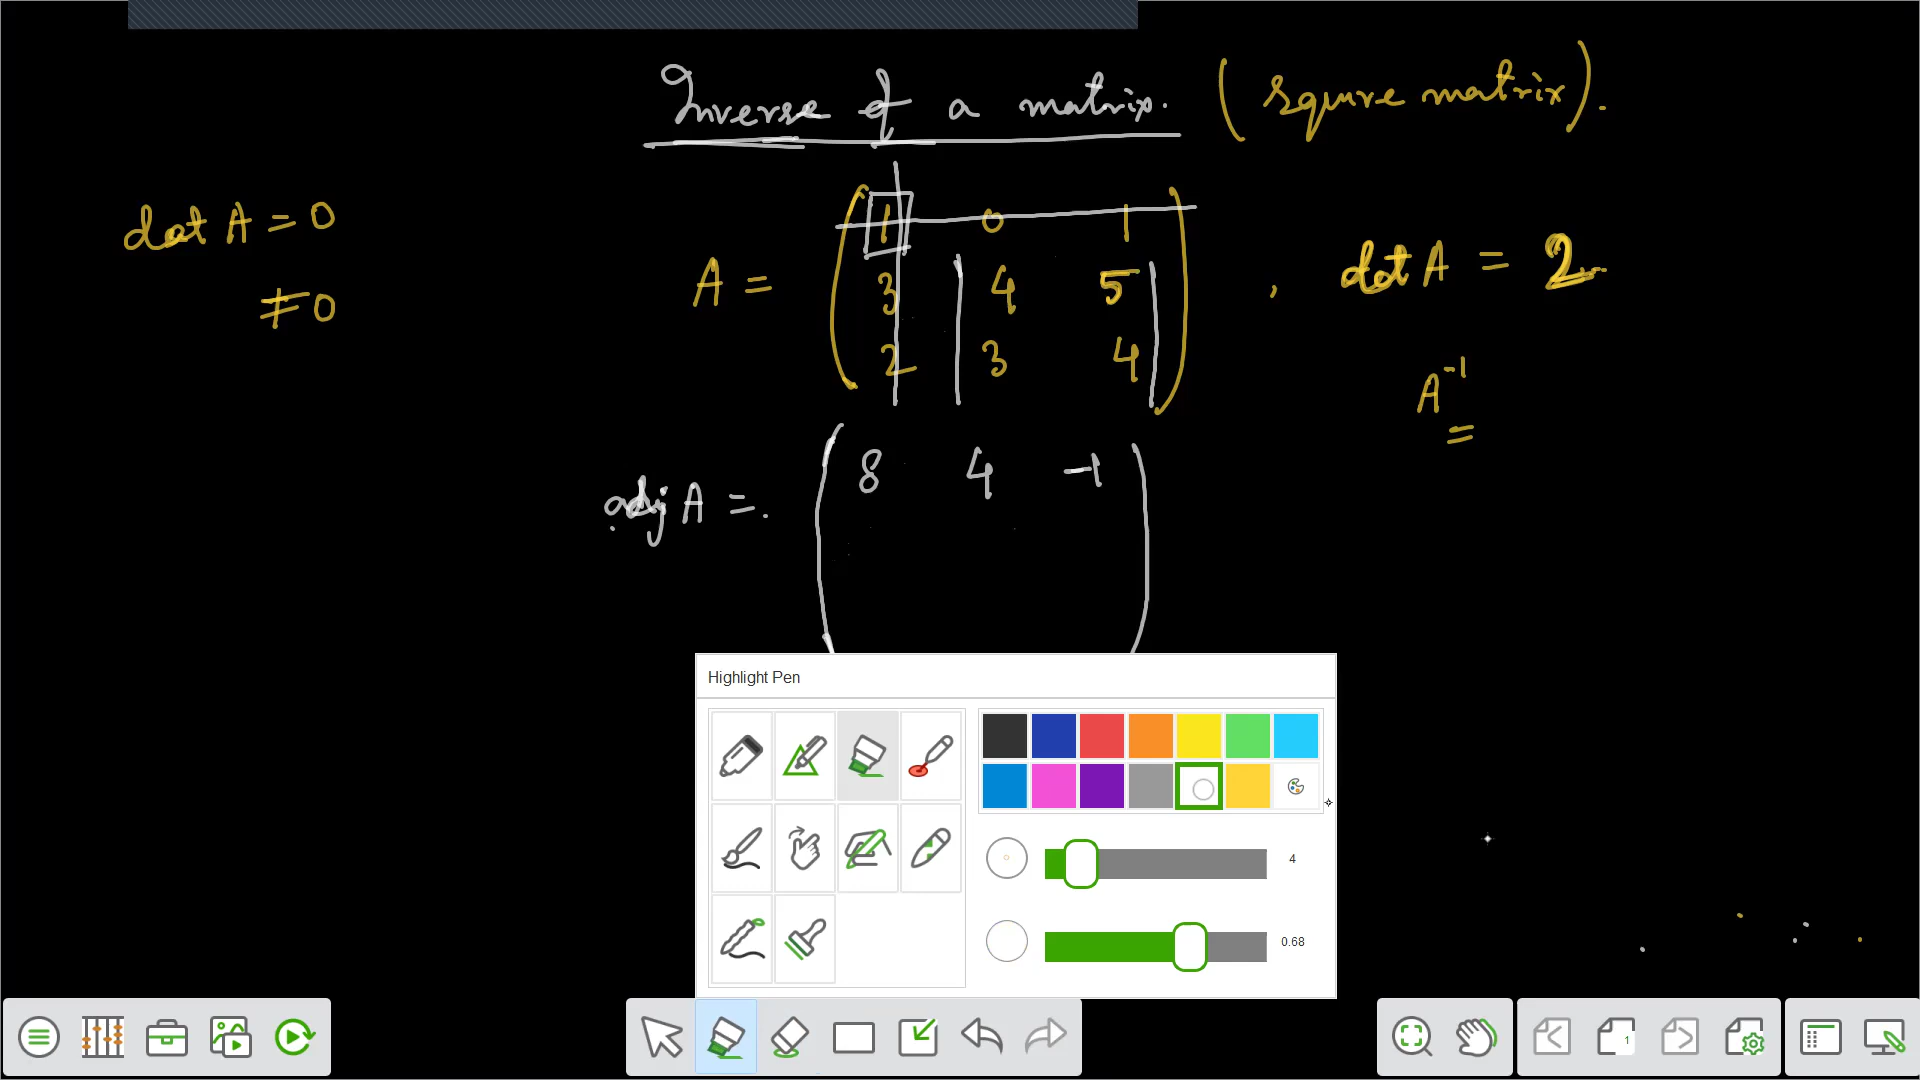 Inverse of a matrix. (squre matrix).
det A = 0
≠ 0
A = ( 1 0 1
3 4 5
2 3 4 ) , det A = 2
A⁻¹
=
adj A = ( 8 4 -1
Highlight Pen
4
0.68
1